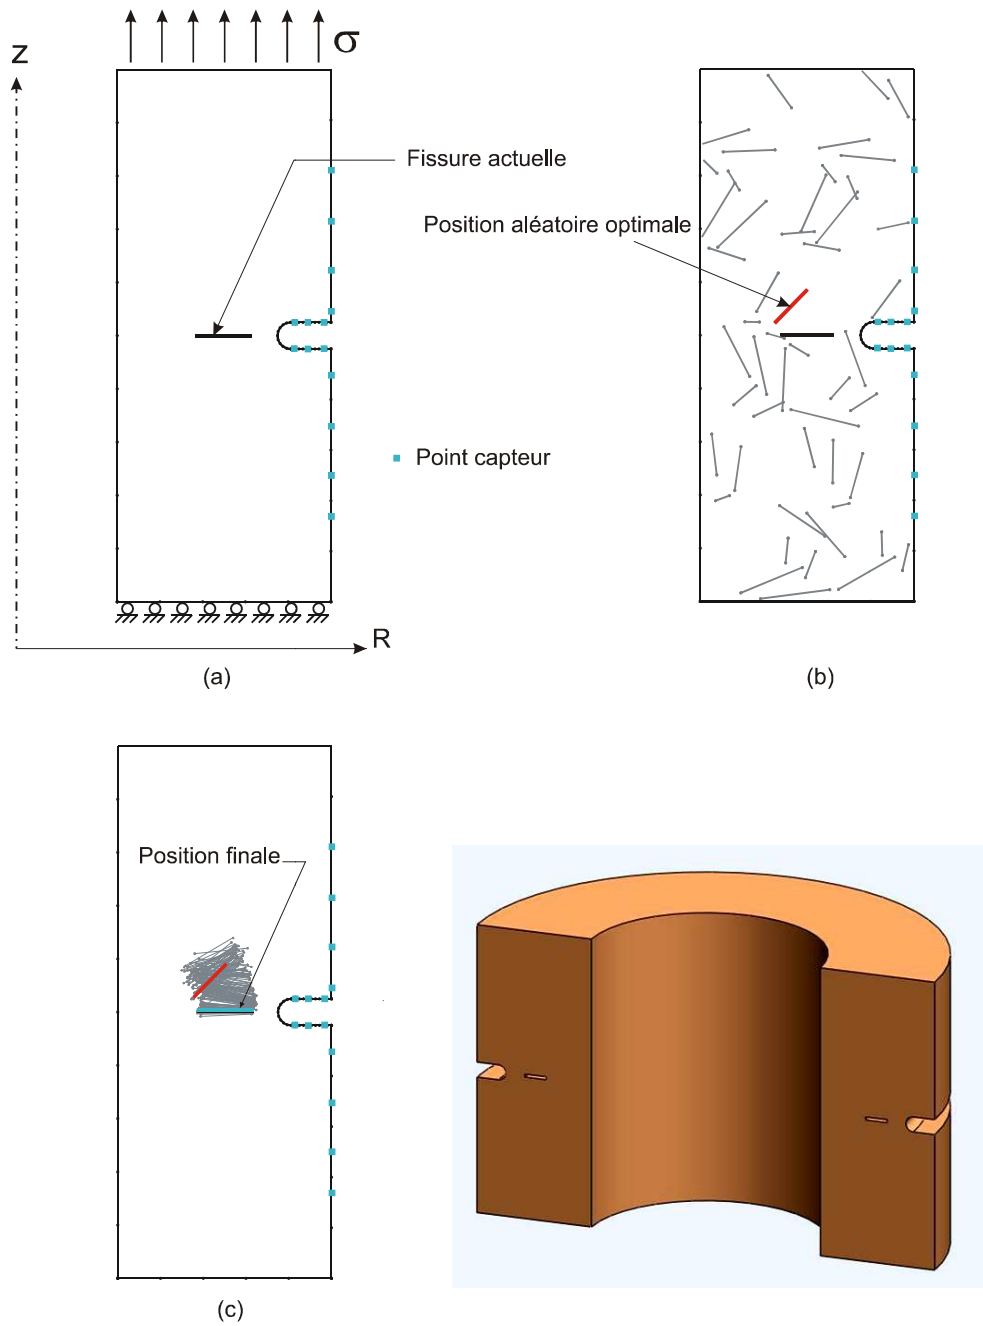 σ
Z
Fissure actuelle
Point capteur
R
(a)
Position aléatoire optimale
(b)
Position finale
(c)